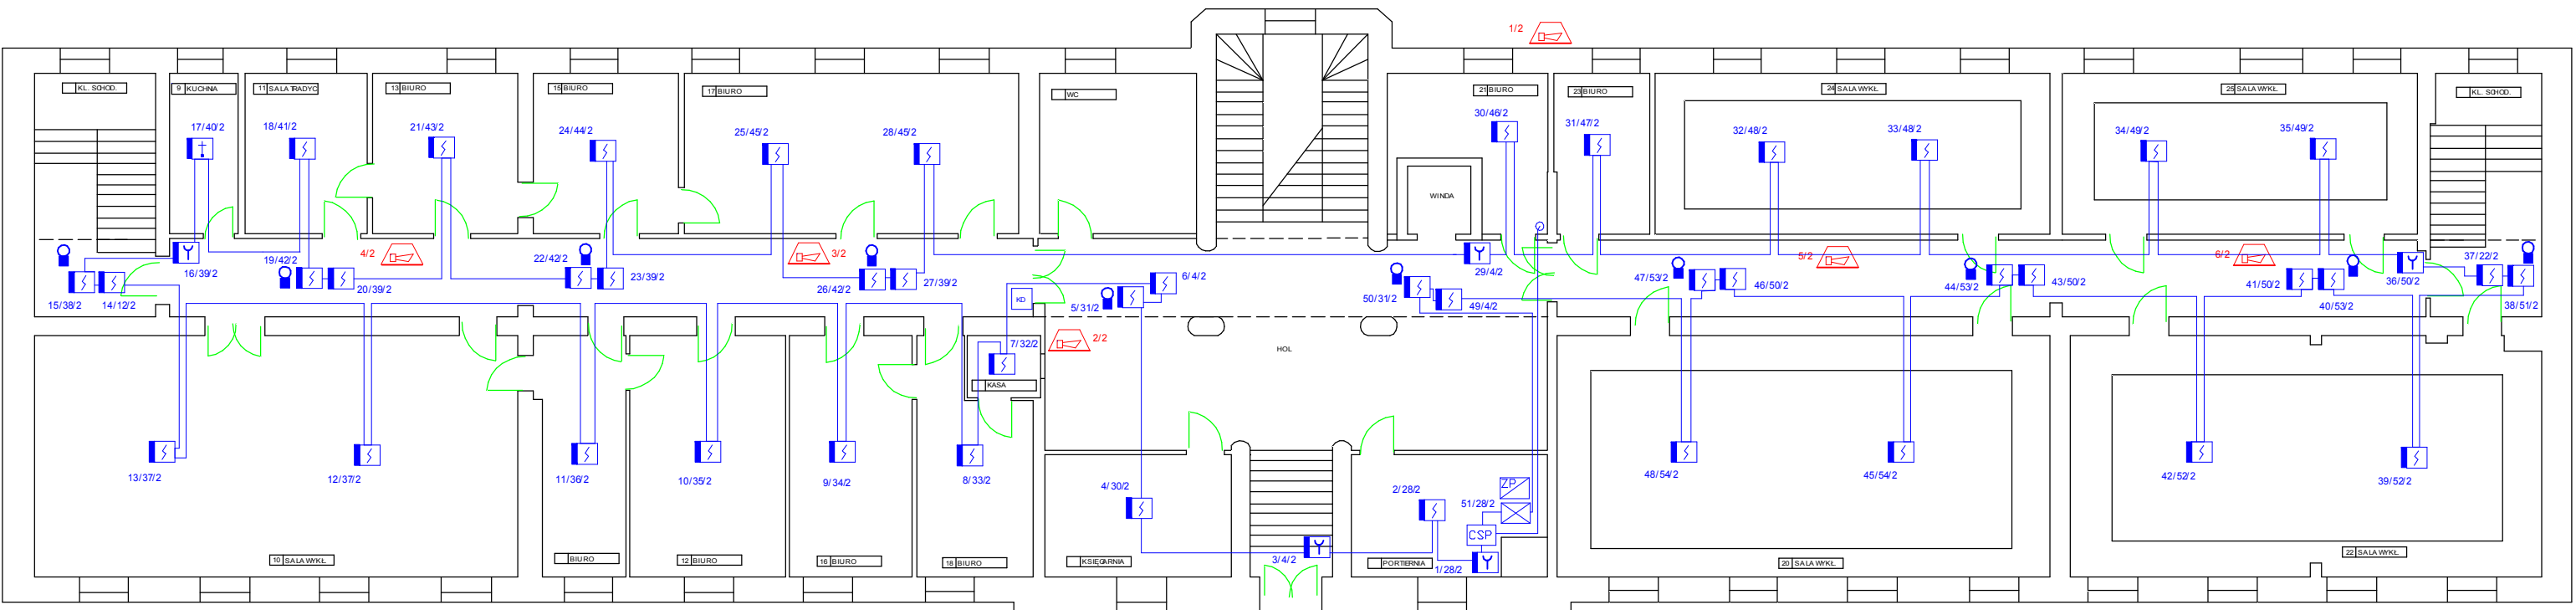 1/2
KL. SCHOD.
9 KUCHNIA
11 SALA TRADYC
13 BIURO
15 BIURO
17 BIURO
WC
21 BIURO
23 BIURO
24 SALA WYKŁ.
25 SALA WYKŁ.
KL. SCHOD.
17/40/2
18/41/2
21/43/2
24/44/2
25/45/2
28/45/2
30/46/2
31/47/2
32/48/2
33/48/2
34/49/2
35/49/2
WINDA
4/2
3/2
5/2
6/2
16/39/2
19/42/2
20/39/2
22/42/2
23/39/2
26/42/2
27/39/2
6/4/2
29/4/2
47/53/2
46/50/2
44/53/2
43/50/2
41/50/2
40/53/2
36/50/2
37/22/2
38/51/2
15/38/2
14/12/2
KD
5/31/2
50/31/2
49/4/2
2/2
7/32/2
KASA
HOL
13/37/2
12/37/2
11/36/2
10/35/2
9/34/2
8/33/2
4/30/2
2/28/2
51/28/2
ZP
CSP
48/54/2
45/54/2
42/52/2
39/52/2
3/4/2
1/28/2
10 SALA WYKŁ.
BIURO
12 BIURO
16 BIURO
18 BIURO
KSIĘGARNIA
PORTIERNIA
20 SALA WYKŁ.
22 SALA WYKŁ.